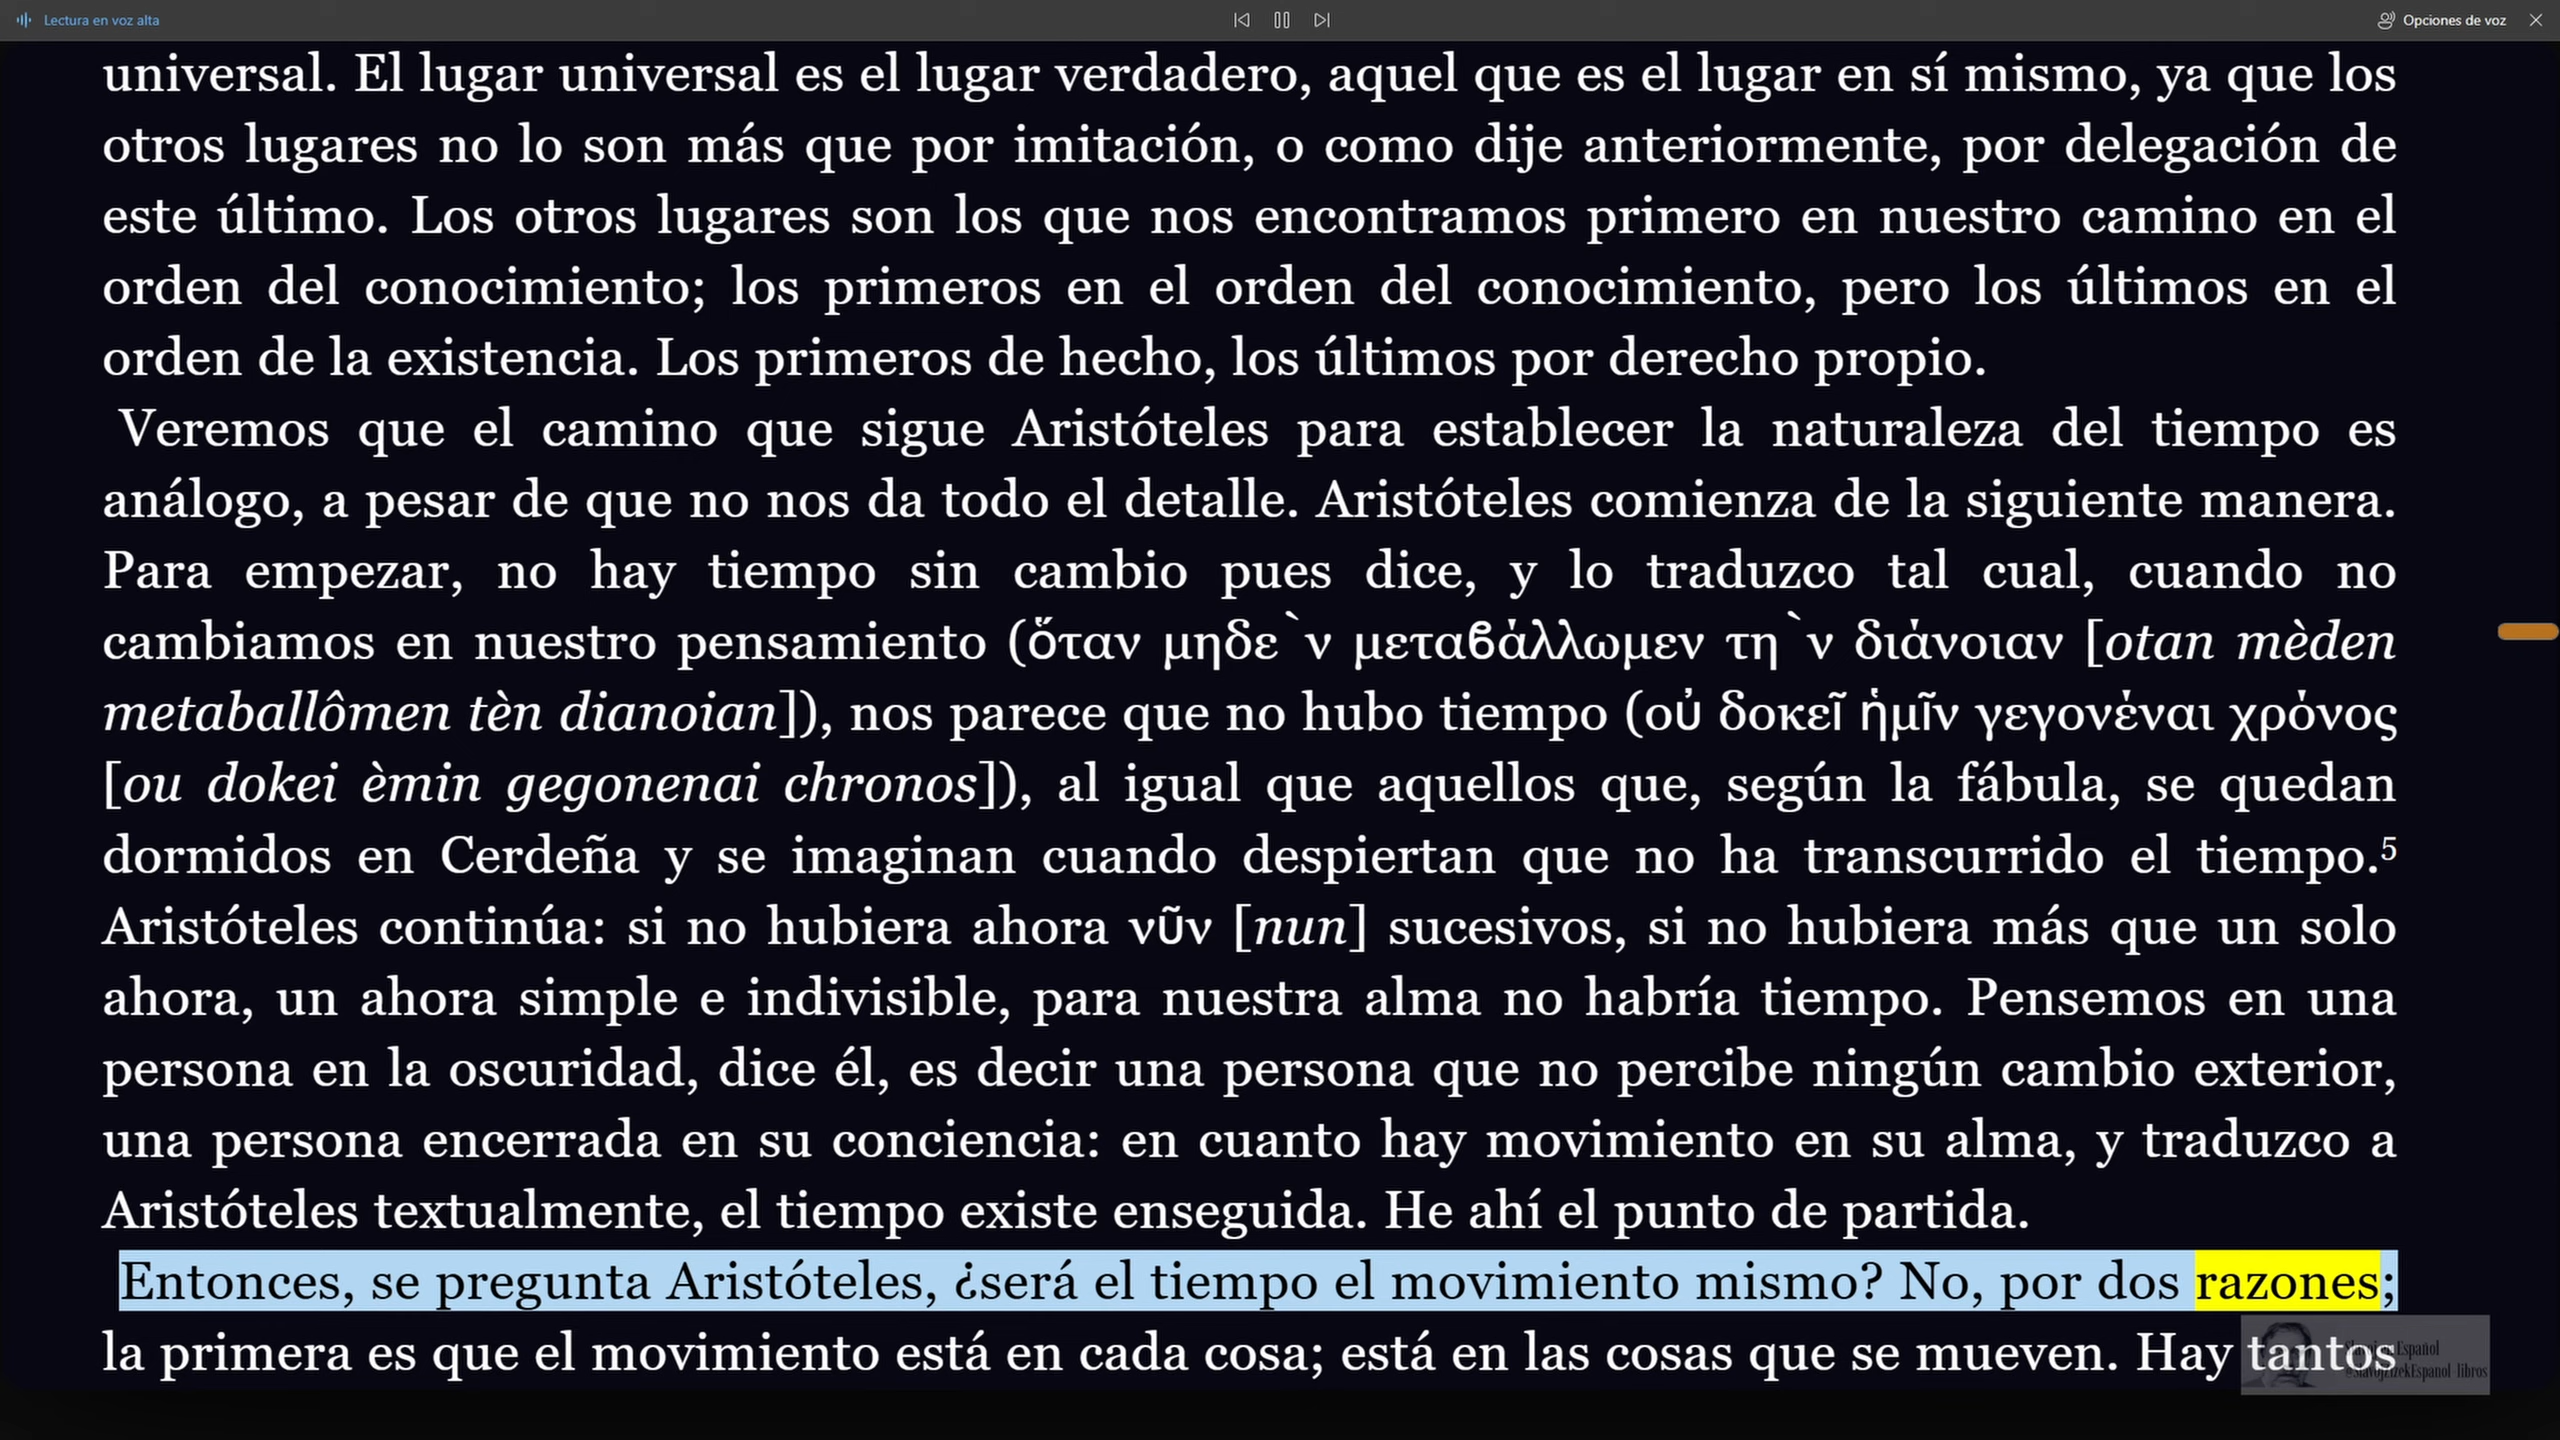 Lectura en voz alta
Opciones de voz
universal. El lugar universal es el lugar verdadero, aquel que es el lugar en sí mismo, ya que los
otros lugares no lo son más que por imitación, o como dije anteriormente, por delegación de
este último. Los otros lugares son los que nos encontramos primero en nuestro camino en el
orden del conocimiento; los primeros en el orden del conocimiento, pero los últimos en el
orden de la existencia. Los primeros de hecho, los últimos por derecho propio.
Veremos que el camino que sigue Aristóteles para establecer la naturaleza del tiempo es
análogo, a pesar de que no nos da todo el detalle. Aristóteles comienza de la siguiente manera.
Para empezar, no hay tiempo sin cambio pues dice, y lo traduzco tal cual, cuando no
cambiamos en nuestro pensamiento (ὅταν μηδε`ν μεταϐάλλωμεν τη`ν διάνοιαν [otan mèden
metaballômen tèn dianoian]), nos parece que no hubo tiempo (οὐ δοκεῖ ἡμῖν γεγονέναι χρόνος
[ou dokei èmin gegonenai chronos]), al igual que aquellos que, según la fábula, se quedan
dormidos en Cerdeña y se imaginan cuando despiertan que no ha transcurrido el tiempo.⁵
Aristóteles continúa: si no hubiera ahora νῦν [nun] sucesivos, si no hubiera más que un solo
ahora, un ahora simple e indivisible, para nuestra alma no habría tiempo. Pensemos en una
persona en la oscuridad, dice él, es decir una persona que no percibe ningún cambio exterior,
una persona encerrada en su conciencia: en cuanto hay movimiento en su alma, y traduzco a
Aristóteles textualmente, el tiempo existe enseguida. He ahí el punto de partida.
Entonces, se pregunta Aristóteles, ¿será el tiempo el movimiento mismo? No, por dos razones;
la primera es que el movimiento está en cada cosa; está en las cosas que se mueven. Hay tantos
Español
@SlavojZizekEspanol libros